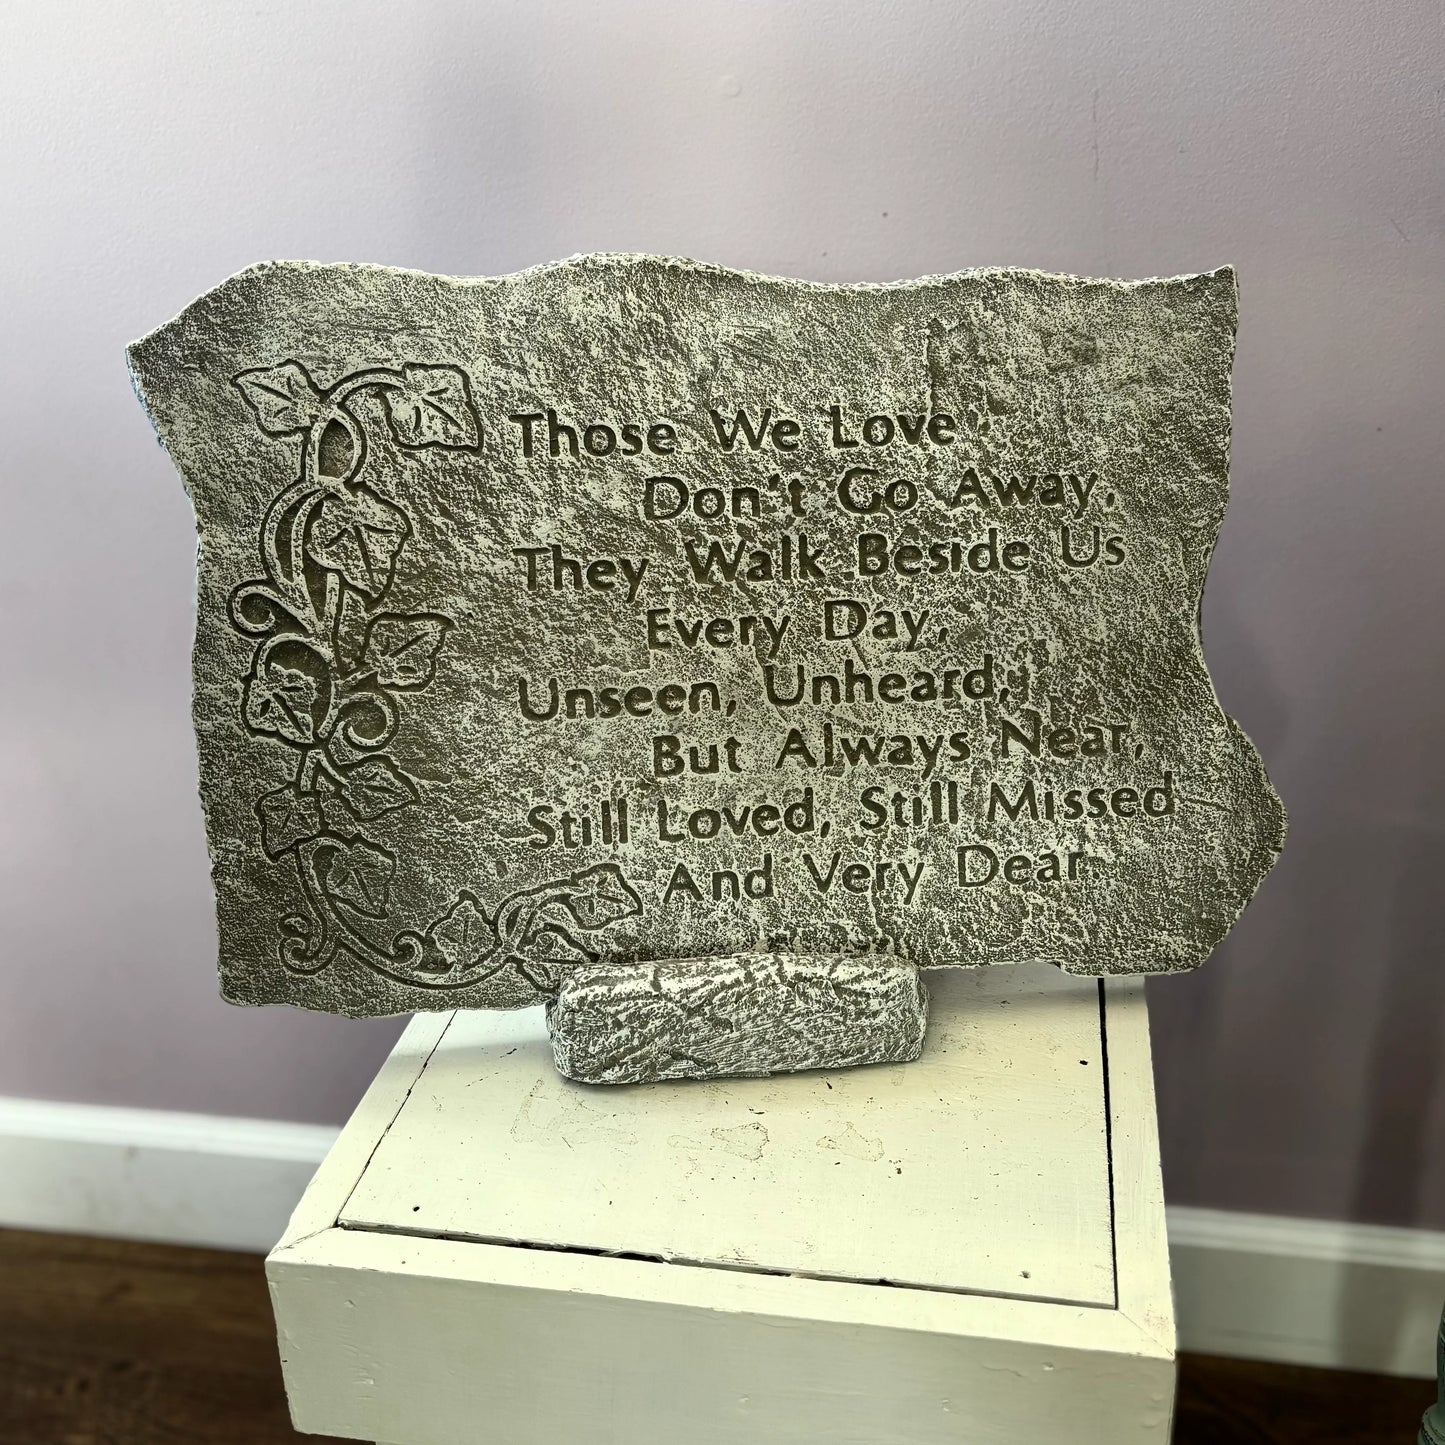 Those We Love
Don't Go Away,
They Walk Beside Us
Every Day,
Unseen, Unheard,
But Always Near,
Still Loved, Still Missed
And Very Dear.